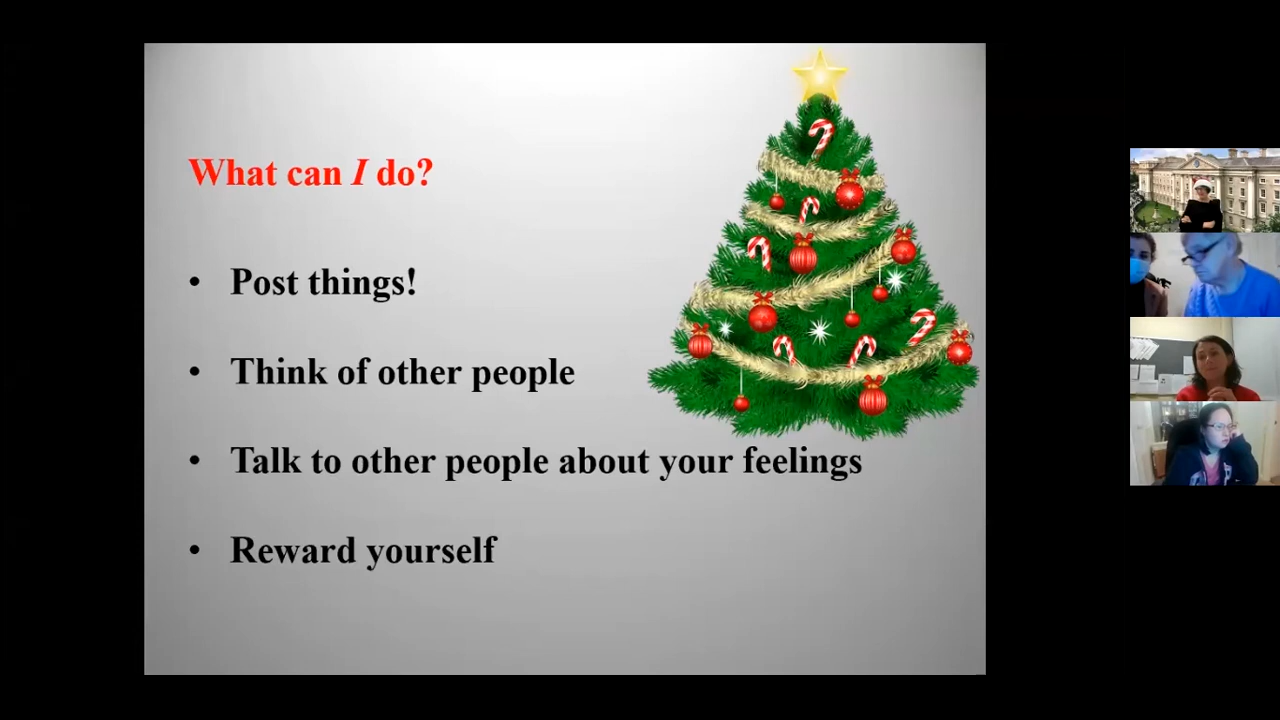 What can I do?
• Post things!
• Think of other people
• Talk to other people about your feelings
• Reward yourself